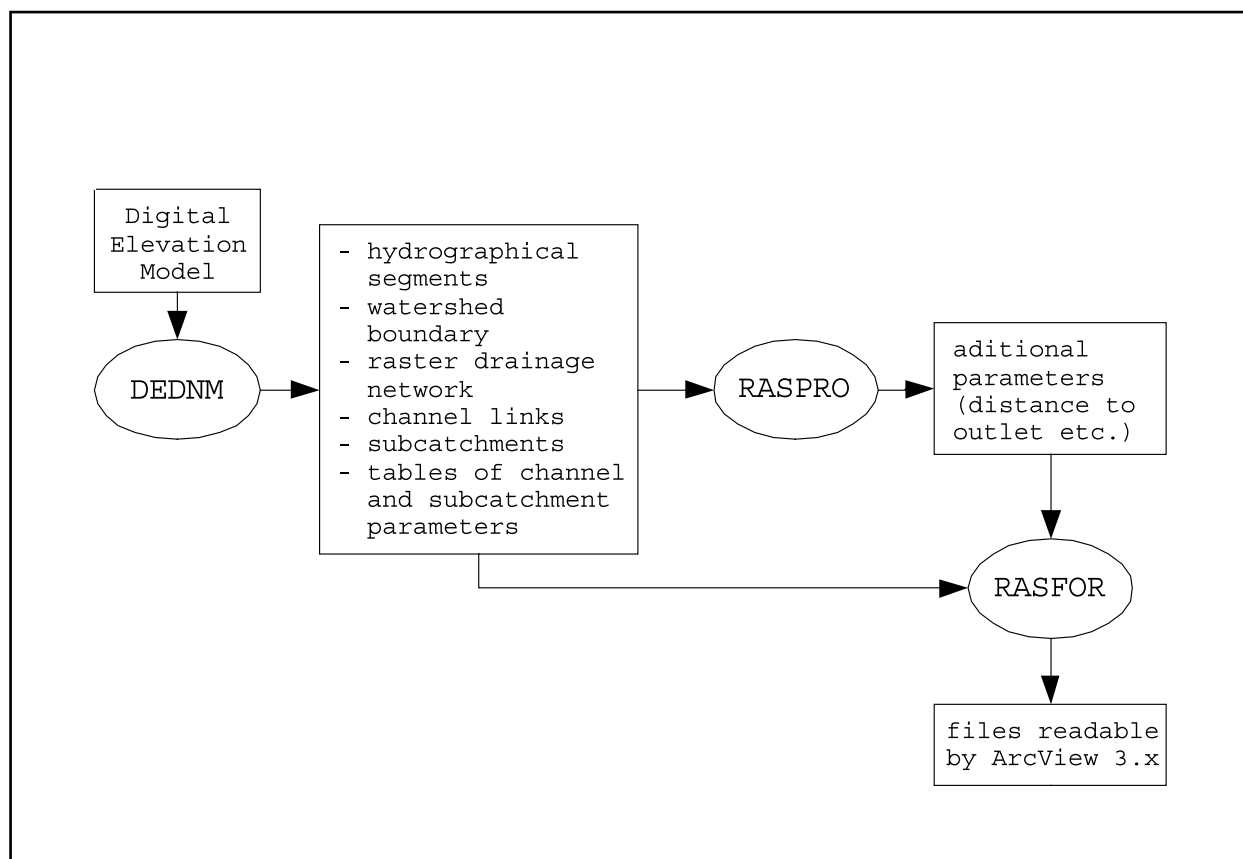 Digital
Elevation
Model
DEDNM
- hydrographical
segments
- watershed
boundary
- raster drainage
network
- channel links
- subcatchments
- tables of channel
and subcatchment
parameters
RASPRO
aditional
parameters
(distance to
outlet etc.)
RASFOR
files readable
by ArcView 3.x